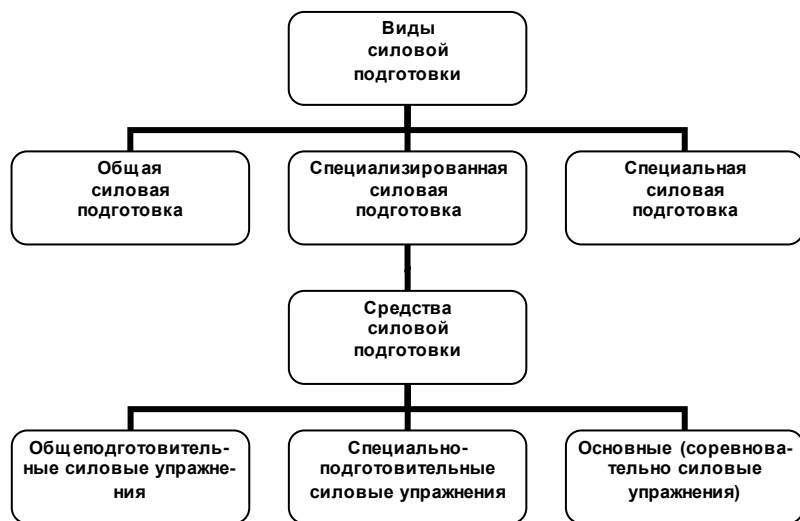 Виды
силовой
подготовки
Общая
силовая
подготовка
Специализированная
силовая
подготовка
Специальная
силовая
подготовка
Средства
силовой
подготовки
Общеподготовитель-
ные силовые упражне-
ния
Специально-
подготовительные
силовые упражнения
Основные (соревнова-
тельно силовые
упражнения)